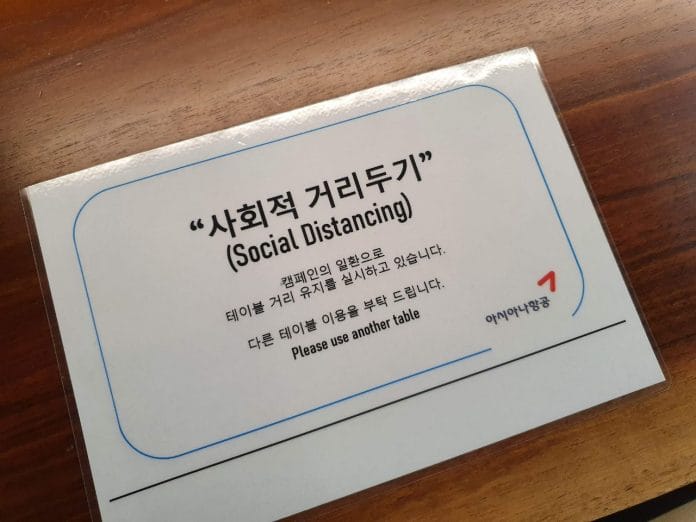 “사회적 거리두기”
(Social Distancing)
캠페인의 일환으로
테이블 거리 유지를 실시하고 있습니다.
다른 테이블 이용을 부탁 드립니다.
Please use another table
아시아나항공